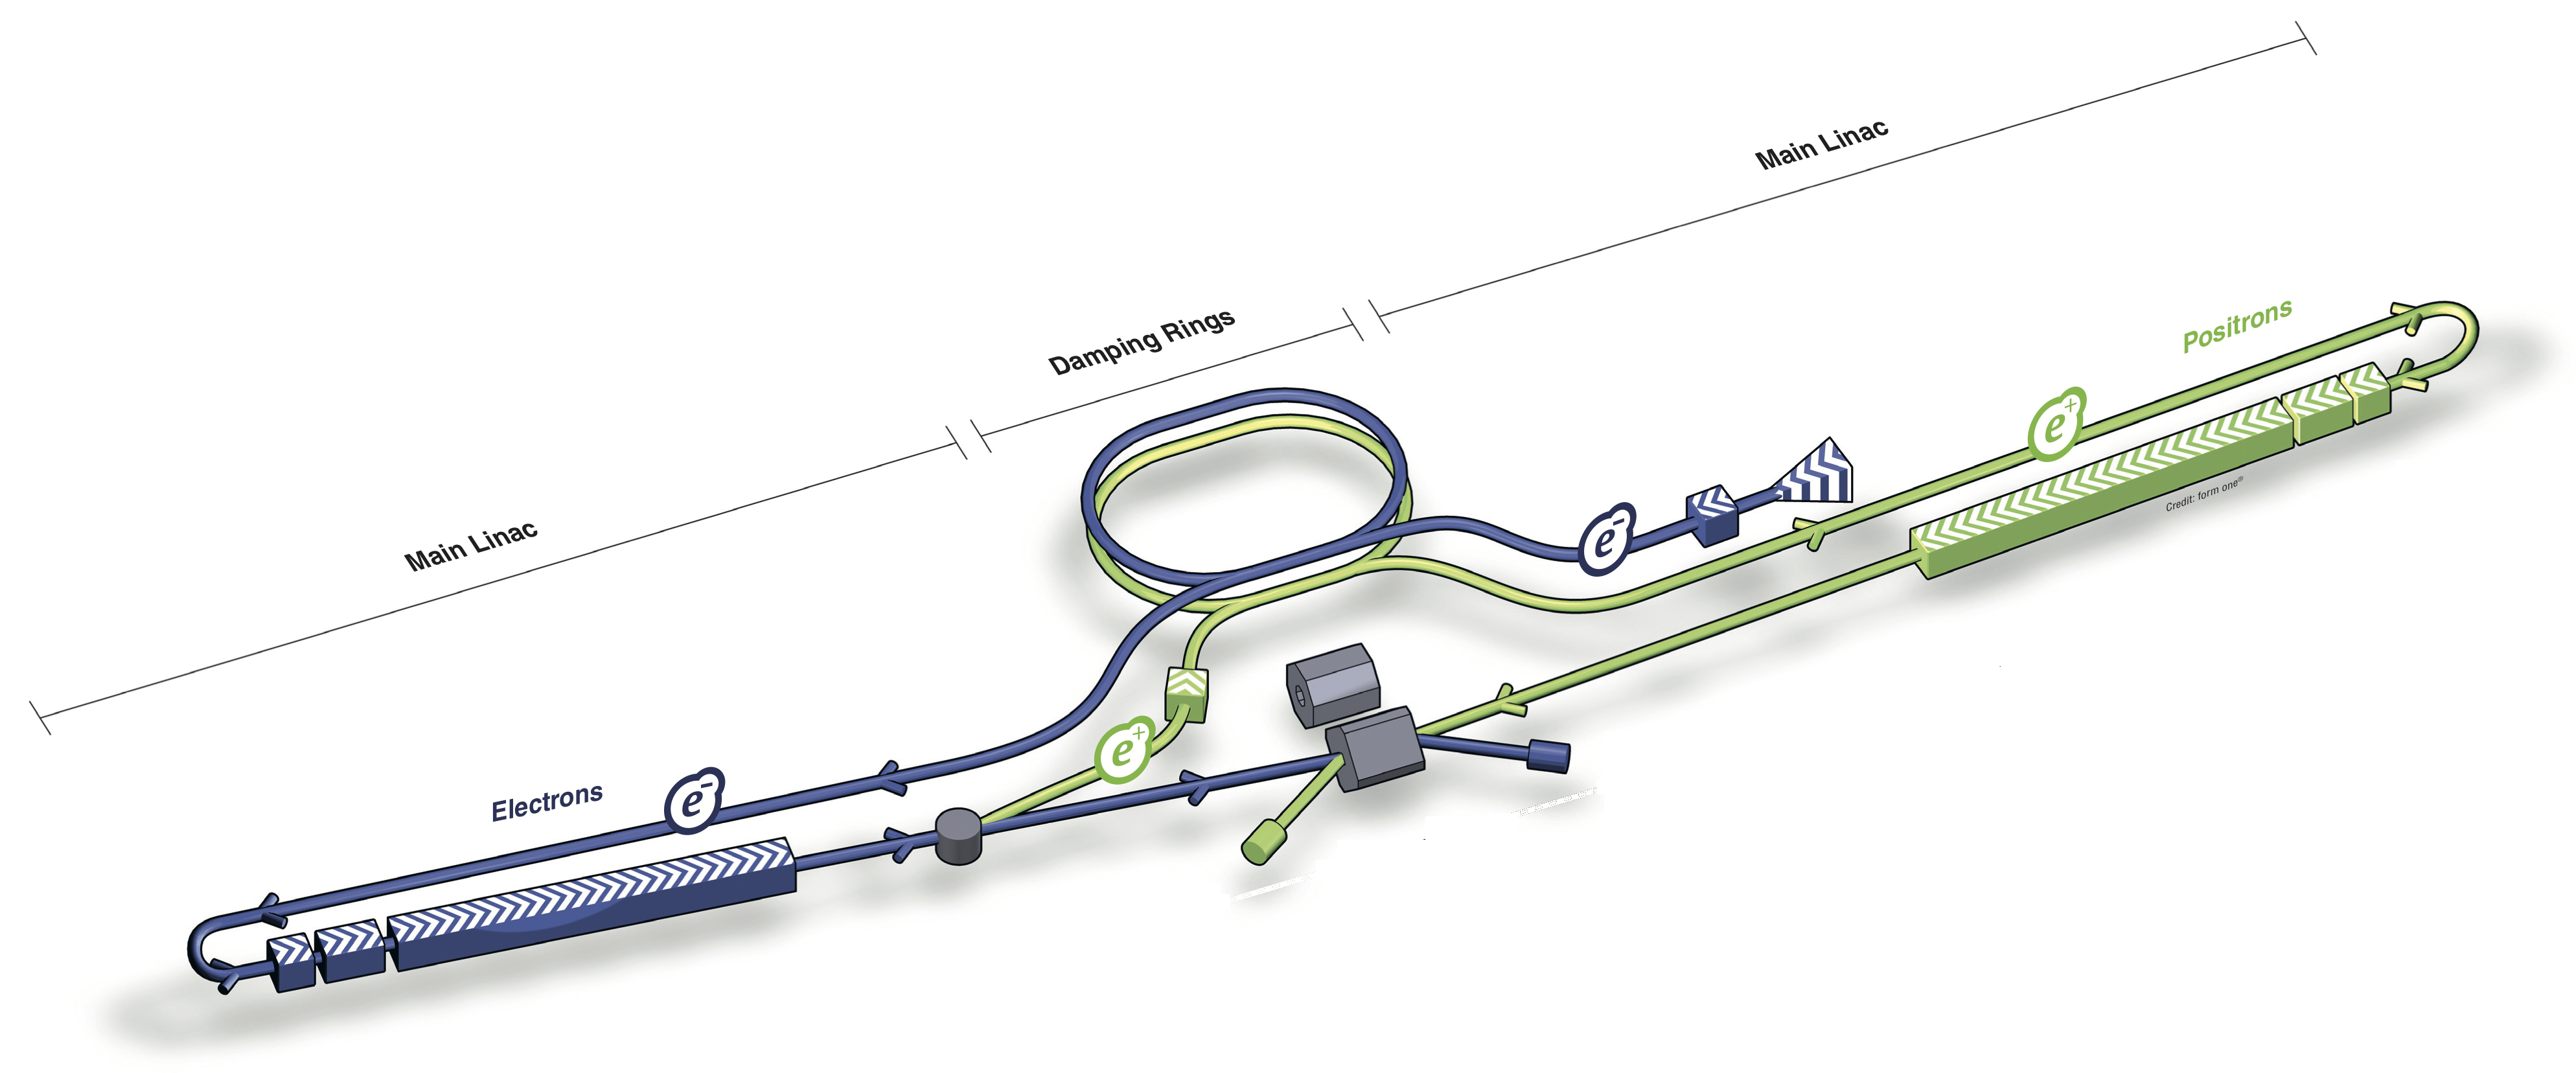 Main Linac
Damping Rings
Main Linac
Positrons
e+
Credit: form one®
e-
e+
Electrons
e-